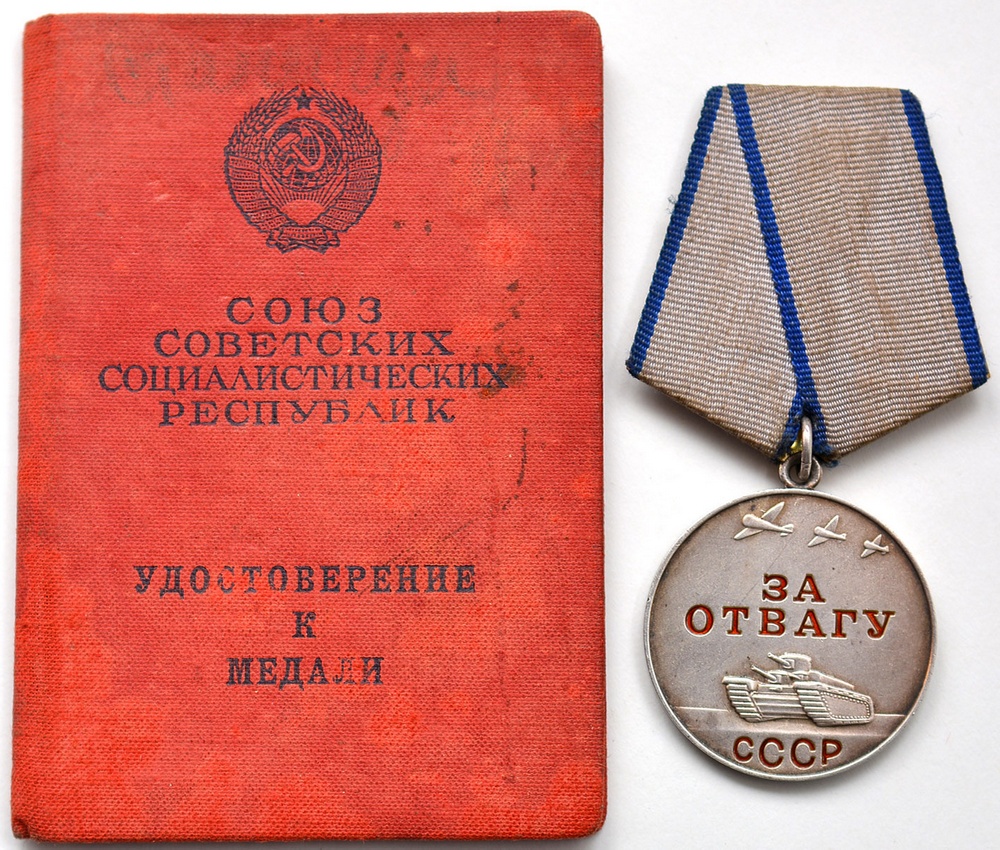 СОЮЗ
СОВЕТСКИХ
СОЦИАЛИСТИЧЕСКИХ
РЕСПУБЛИК
УДОСТОВЕРЕНИЕ
К
МЕДАЛИ
ЗА
ОТВАГУ
СССР